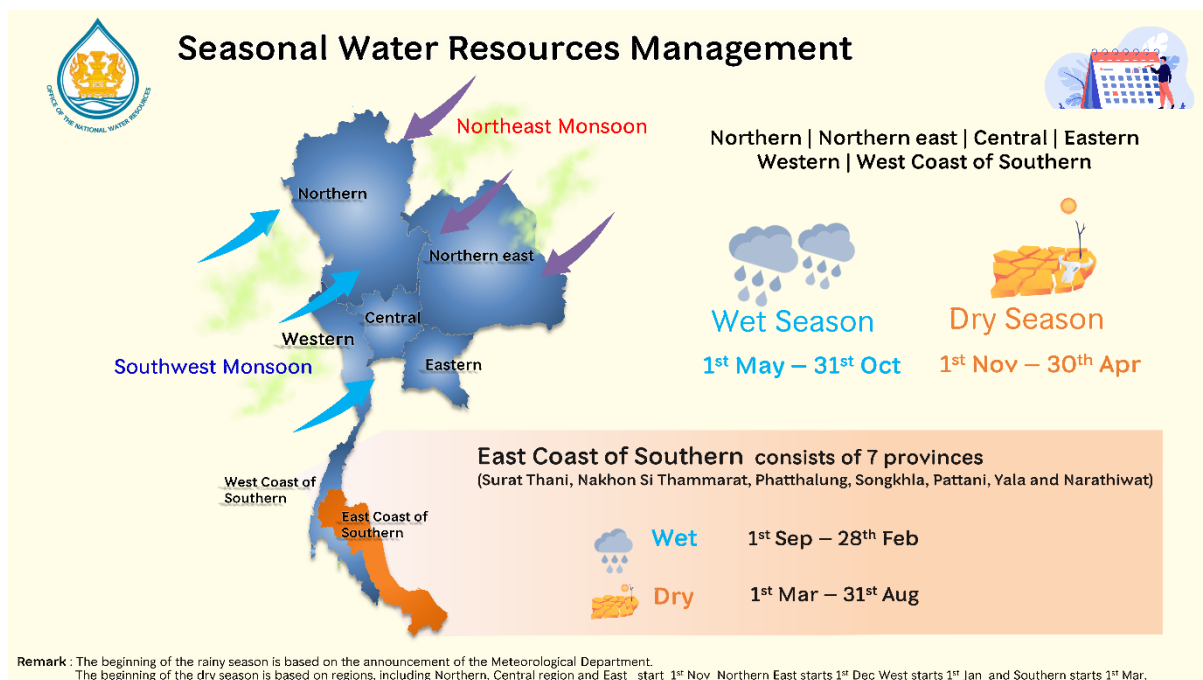 Seasonal Water Resources Management
OFFICE OF THE NATIONAL WATER RESOURCES
Northeast Monsoon
Northern | Northern east | Central | Eastern
Western | West Coast of Southern
Northern
Northern east
Central
Western
Eastern
Southwest Monsoon
Wet Season
1st May – 31st Oct
Dry Season
1st Nov – 30th Apr
West Coast of
Southern
East Coast of
Southern
East Coast of Southern consists of 7 provinces
(Surat Thani, Nakhon Si Thammarat, Phatthalung, Songkhla, Pattani, Yala and Narathiwat)
Wet 1st Sep – 28th Feb
Dry 1st Mar – 31st Aug
Remark : The beginning of the rainy season is based on the announcement of the Meteorological Department.
The beginning of the dry season is based on regions, including Northern, Central region and East start 1st Nov Northern East starts 1st Dec West starts 1st Jan and Southern starts 1st Mar.